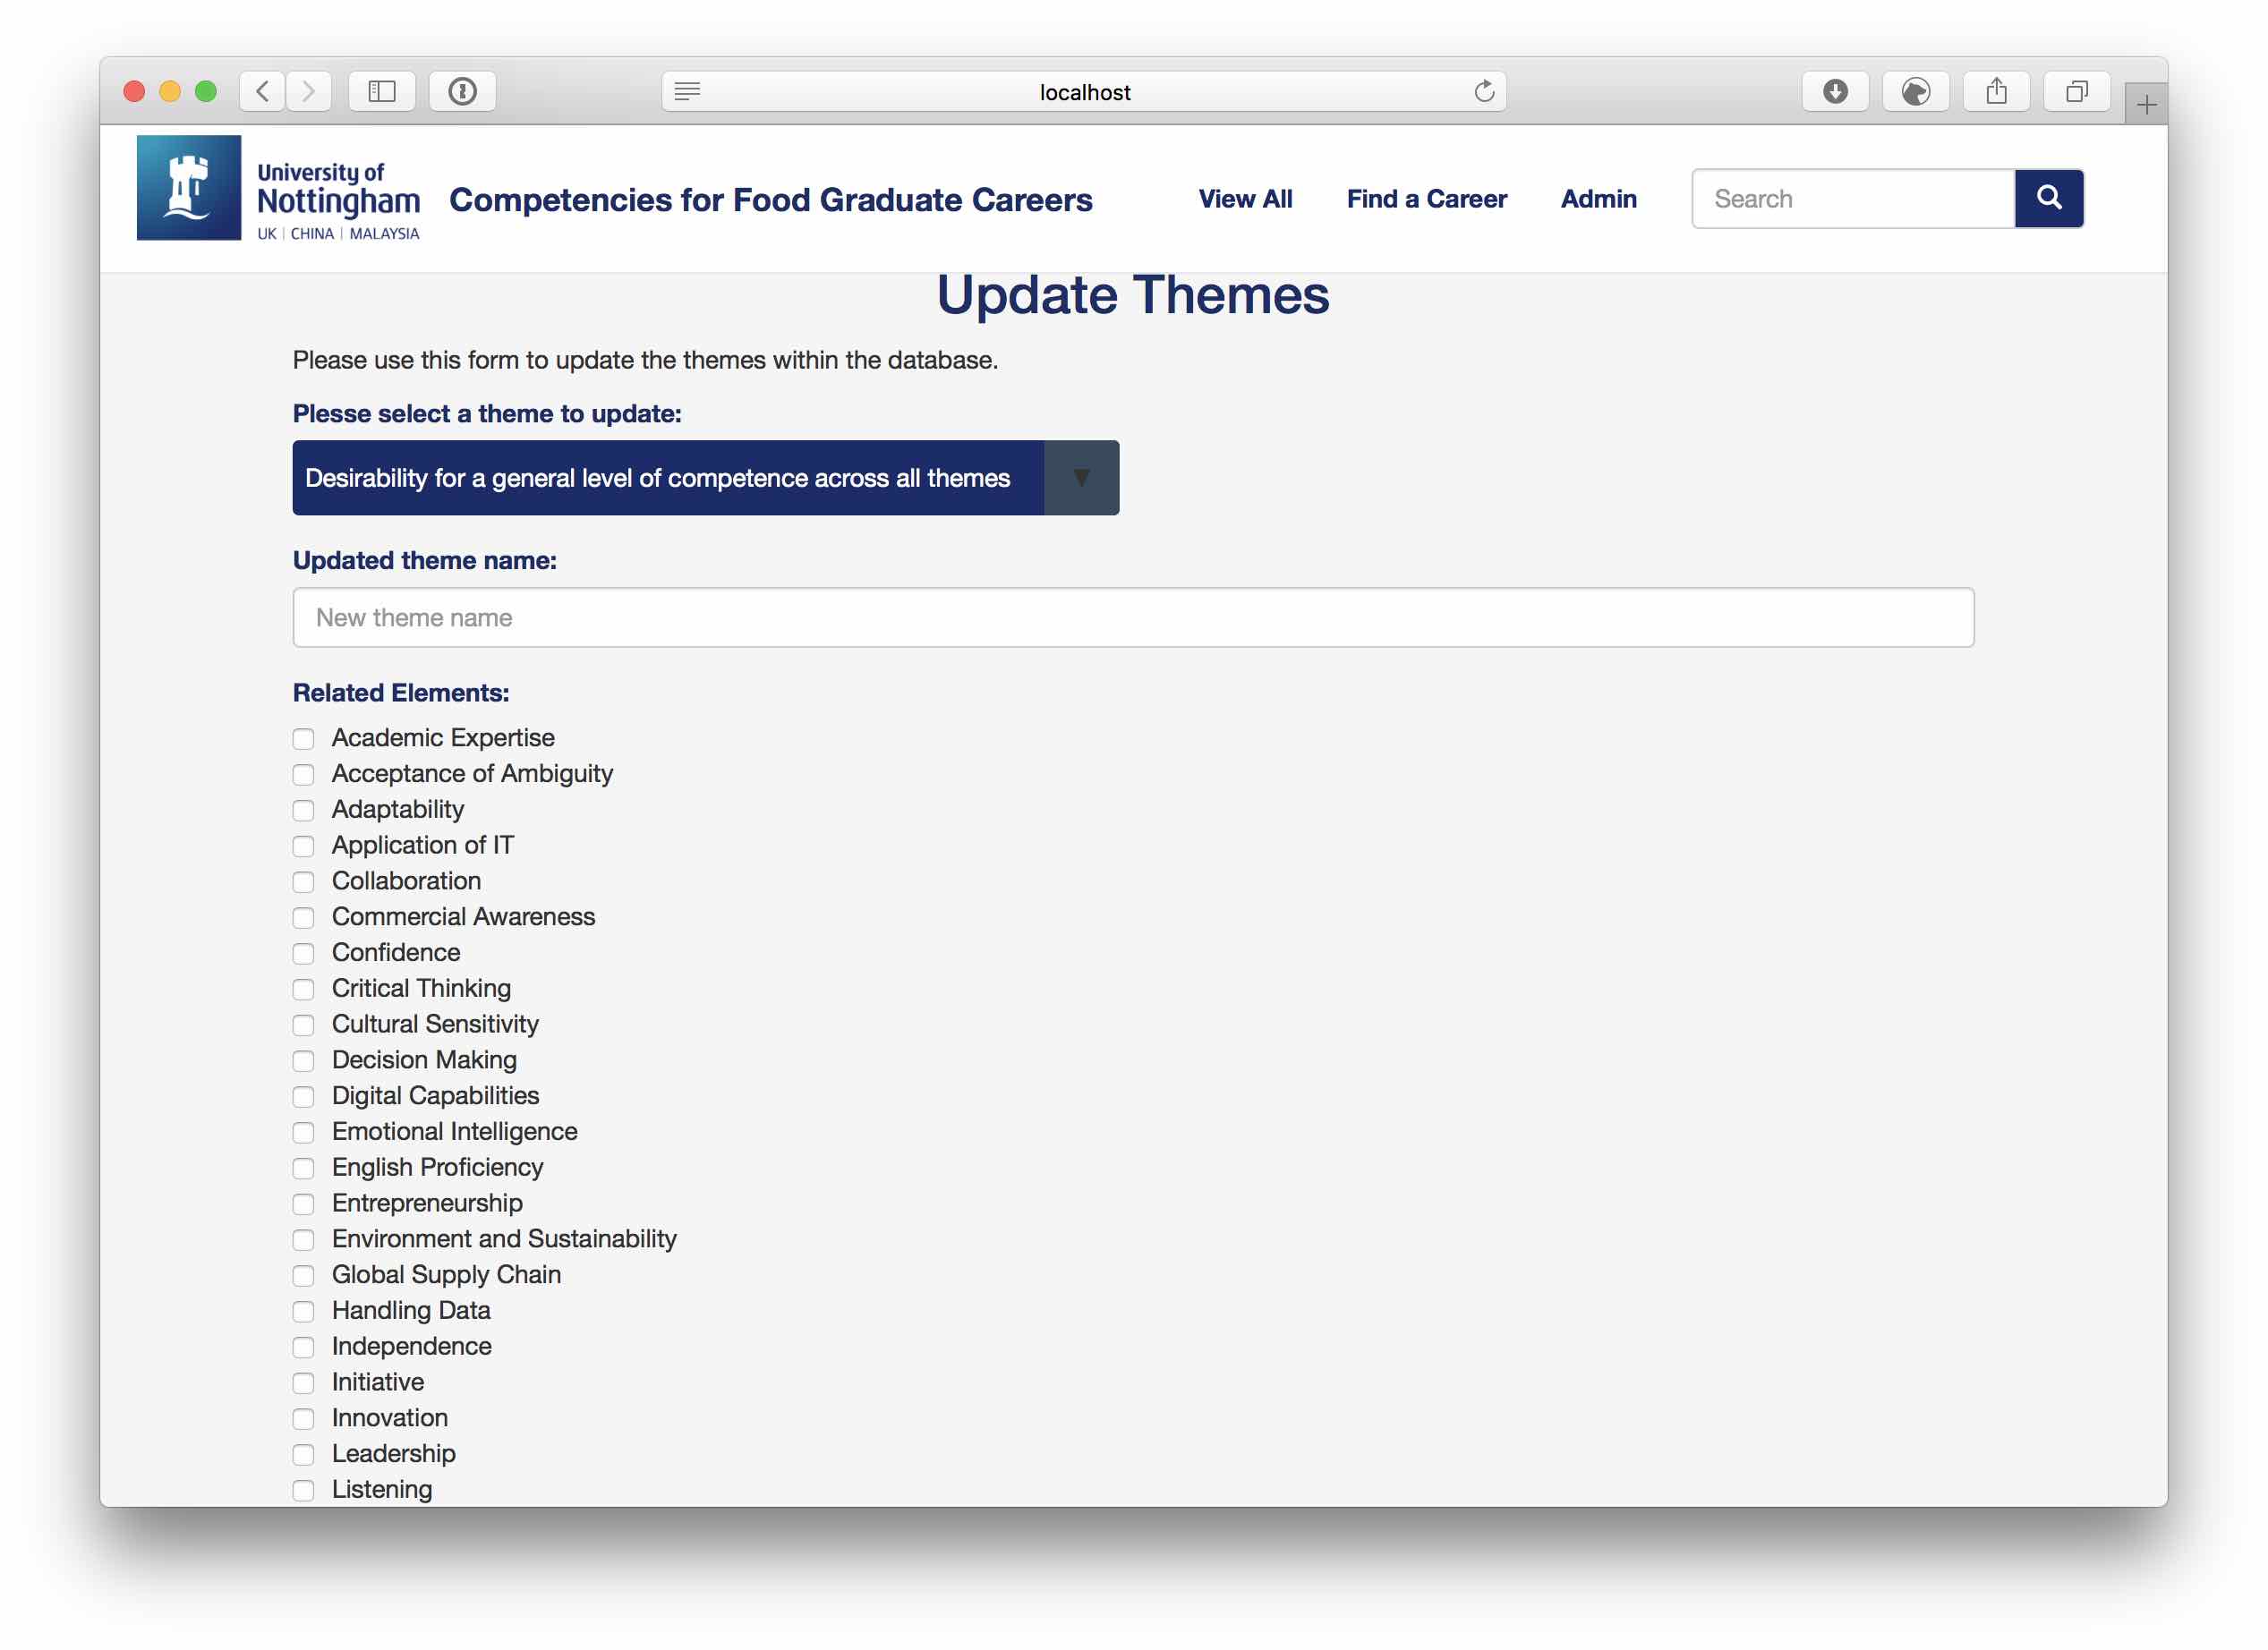 localhost
University of
Nottingham
UK | CHINA | MALAYSIA
Competencies for Food Graduate Careers
View All
Find a Career
Admin
Search
Update Themes
Please use this form to update the themes within the database.
Plesse select a theme to update:
Desirability for a general level of competence across all themes
Updated theme name:
New theme name
Related Elements:
Academic Expertise
Acceptance of Ambiguity
Adaptability
Application of IT
Collaboration
Commercial Awareness
Confidence
Critical Thinking
Cultural Sensitivity
Decision Making
Digital Capabilities
Emotional Intelligence
English Proficiency
Entrepreneurship
Environment and Sustainability
Global Supply Chain
Handling Data
Independence
Initiative
Innovation
Leadership
Listening